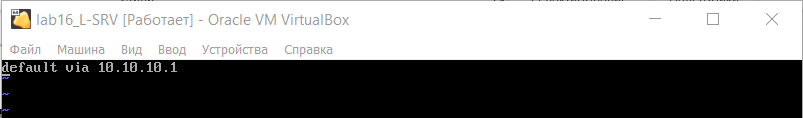 lab16_L-SRV [Работает] - Oracle VM VirtualBox
Файл Машина Вид Ввод Устройства Справка
default via 10.10.10.1
~
~
~